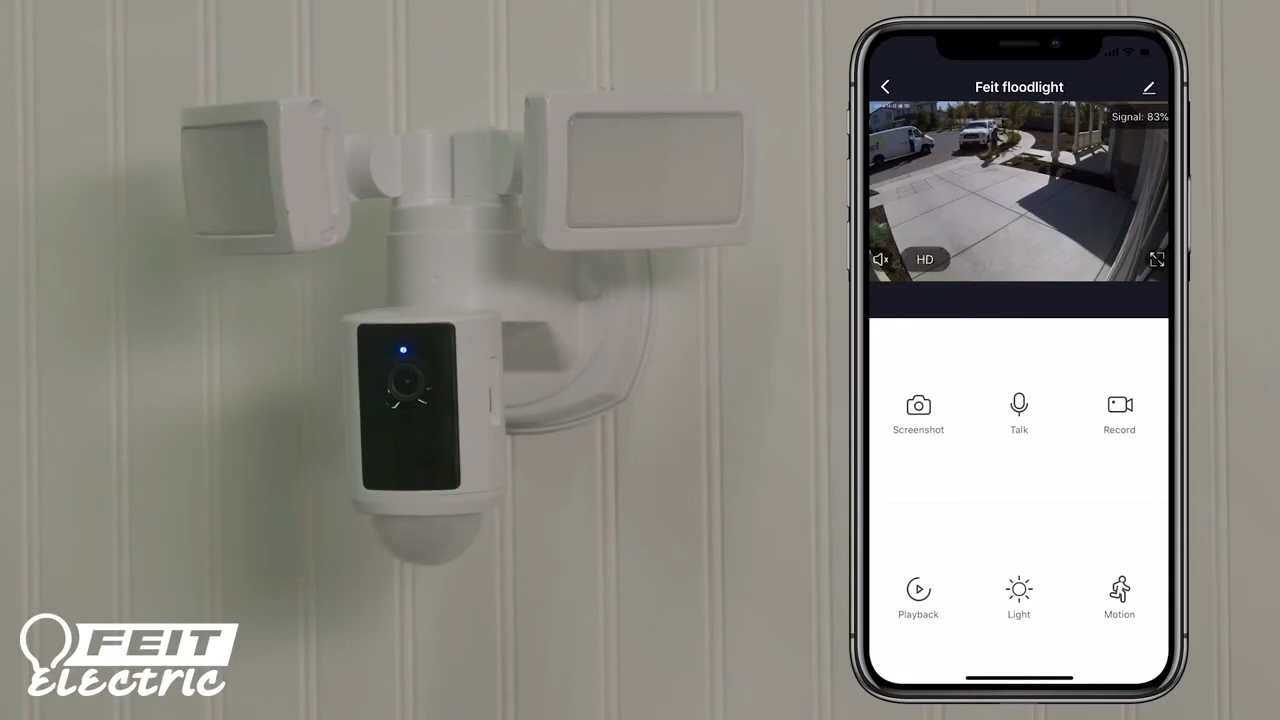 Feit floodlight
Signal: 83%
HD
Screenshot
Talk
Record
Playback
Light
Motion
FEIT
Electric